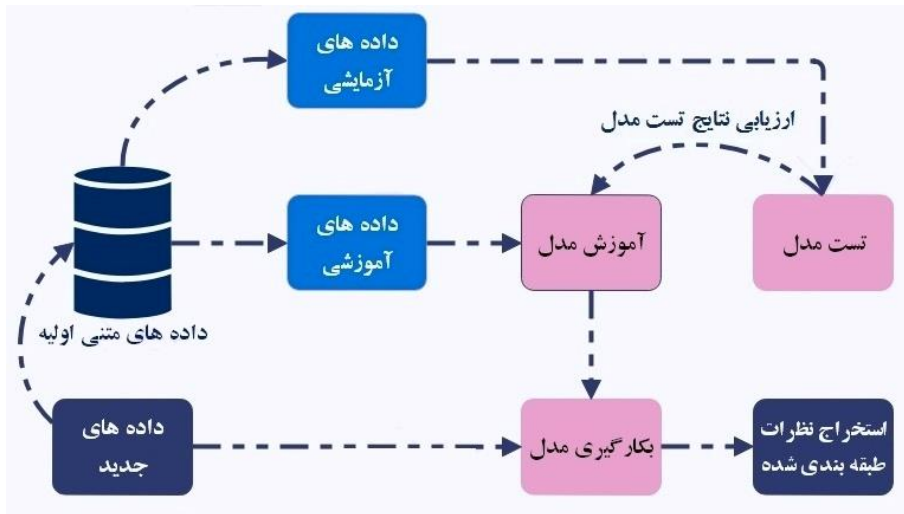 داده های
آزمایشی
ارزیابی نتایج تست مدل
داده های
آموزشی
آموزش مدل
تست مدل
داده های متنی اولیه
داده های
جدید
بکارگیری مدل
استخراج نظرات
طبقه بندی شده